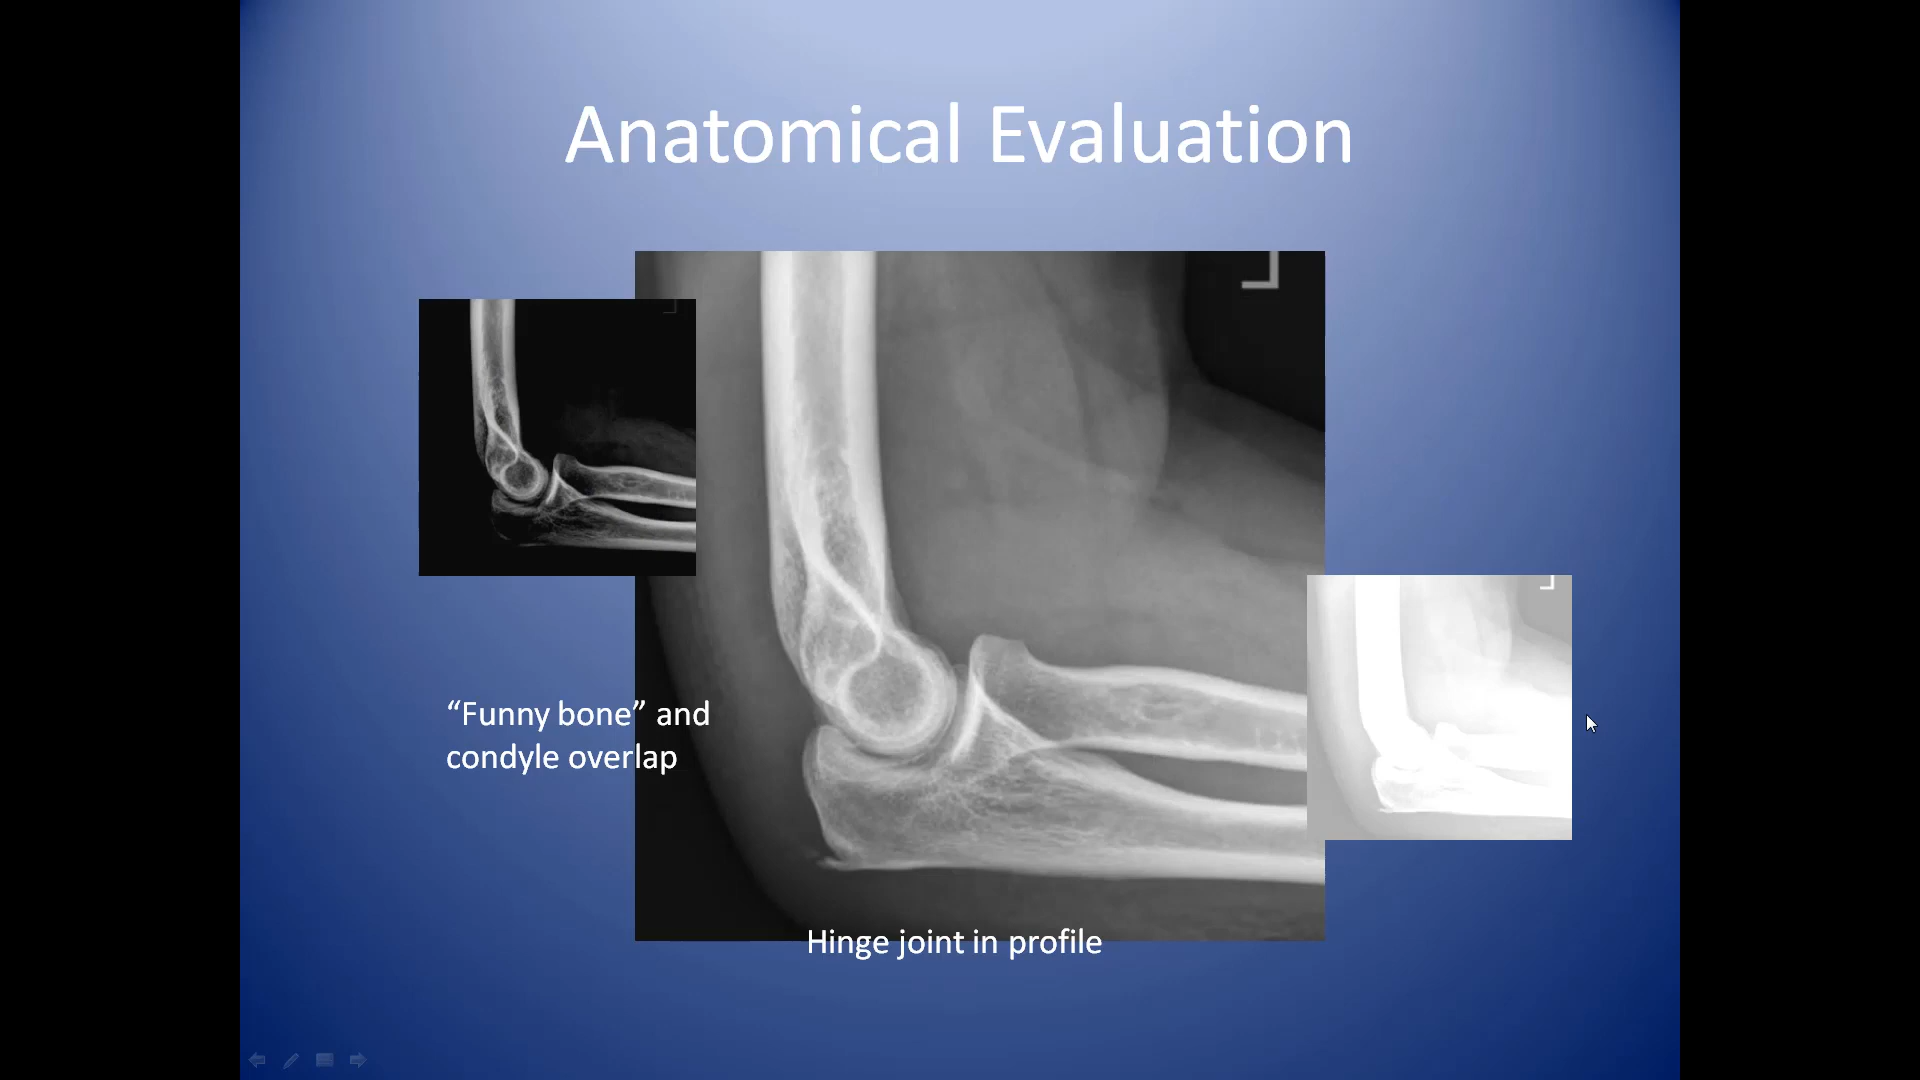 Anatomical Evaluation
“Funny bone” and
condyle overlap
Hinge joint in profile